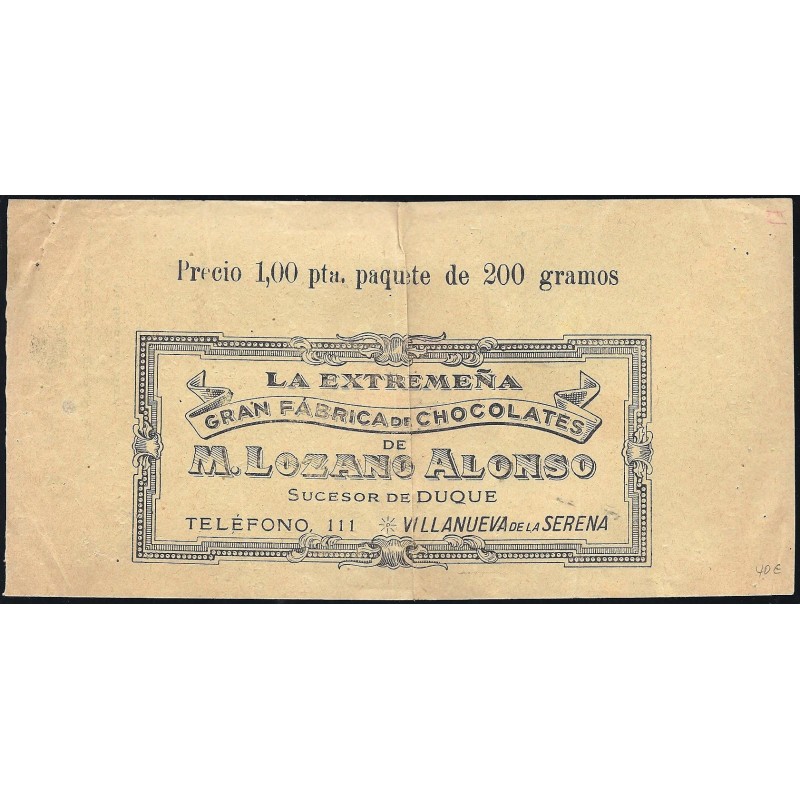 Precio 1,00 pta. paquete de 200 gramos
LA EXTREMEÑA
GRAN FÁBRICA DE CHOCOLATES
DE
M. LOZANO ALONSO
SUCESOR DE DUQUE
TELÉFONO, 111 ☼ VILLANUEVA DE LA SERENA